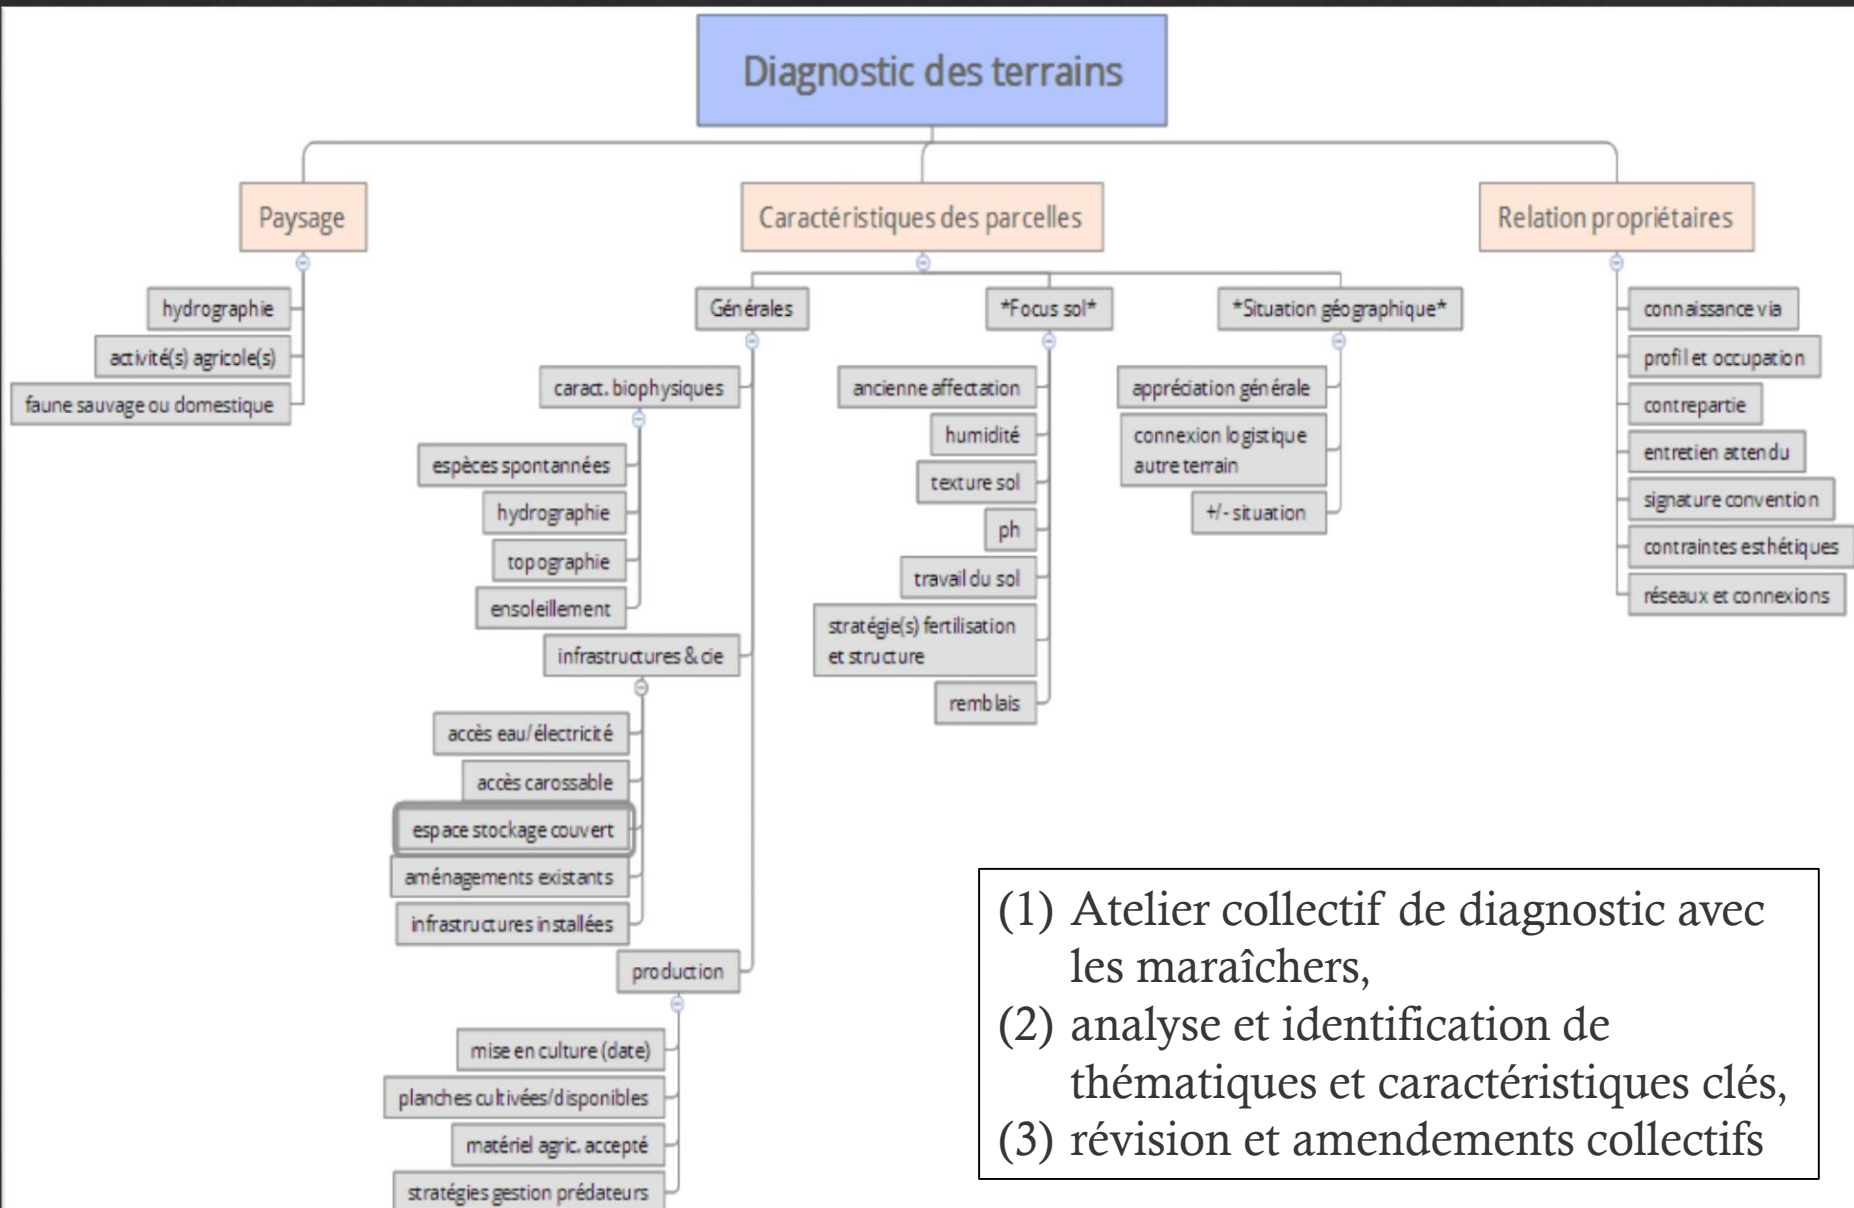 Diagnostic des terrains
Paysage
hydrographie
activité(s) agricole(s)
faune sauvage ou domestique
Caractéristiques des parcelles
Générales
caract. biophysiques
espèces spontannées
hydrographie
topographie
ensoleillement
infrastructures & cie
accès eau/électricité
accès carossable
espace stockage couvert
aménagements existants
infrastructures installées
production
mise en culture (date)
planches cultivées/disponibles
matériel agric. accepté
stratégies gestion prédateurs
*Focus sol*
ancienne affectation
humidité
texture sol
ph
travail du sol
stratégie(s) fertilisation
et structure
remblais
*Situation géographique*
appréciation générale
connexion logistique
autre terrain
+/- situation
Relation propriétaires
connaissance via
profil et occupation
contrepartie
entretien attendu
signature convention
contraintes esthétiques
réseaux et connexions
(1) Atelier collectif de diagnostic avec
les maraîchers,
(2) analyse et identification de
thématiques et caractéristiques clés,
(3) révision et amendements collectifs